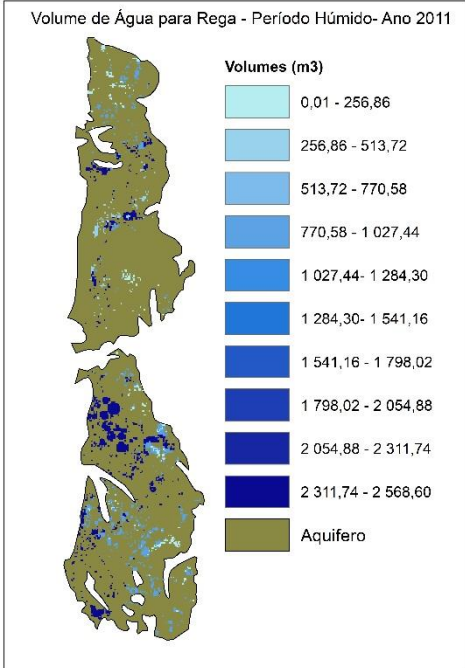 Volume de Água para Rega - Período Húmido- Ano 2011
Volumes (m3)
0,01 - 256,86
256,86 - 513,72
513,72 - 770,58
770,58 - 1 027,44
1 027,44- 1 284,30
1 284,30- 1 541,16
1 541,16 - 1 798,02
1 798,02 - 2 054,88
2 054,88 - 2 311,74
2 311,74 - 2 568,60
Aquifero